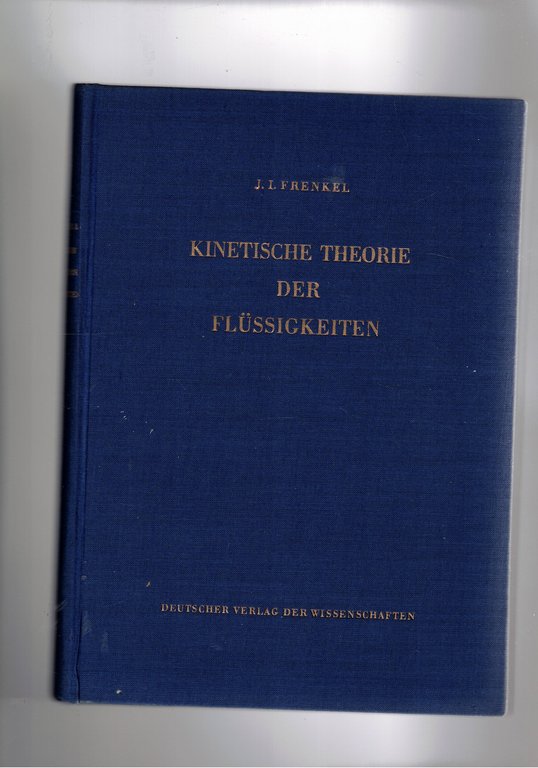 J. I. FRENKEL
KINETISCHE THEORIE
DER
FLÜSSIGKEITEN
DEUTSCHER VERLAG DER WISSENSCHAFTEN